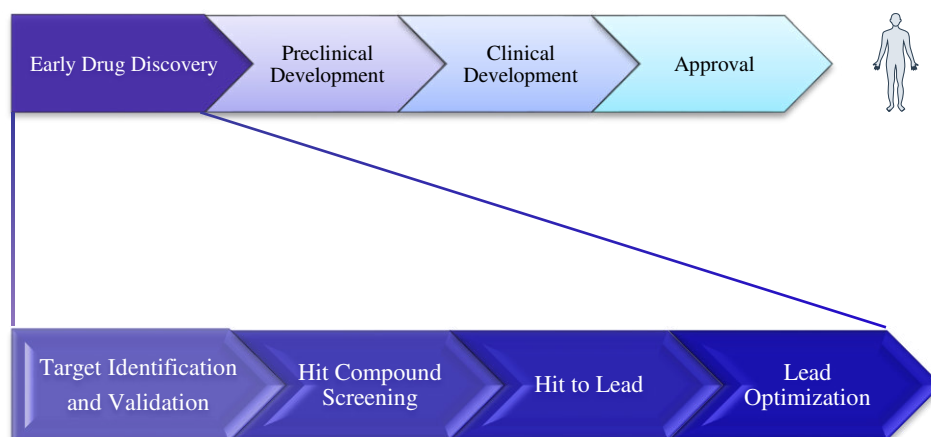 Early Drug Discovery
Preclinical
Development
Clinical
Development
Approval
Target Identification
and Validation
Hit Compound
Screening
Hit to Lead
Lead
Optimization